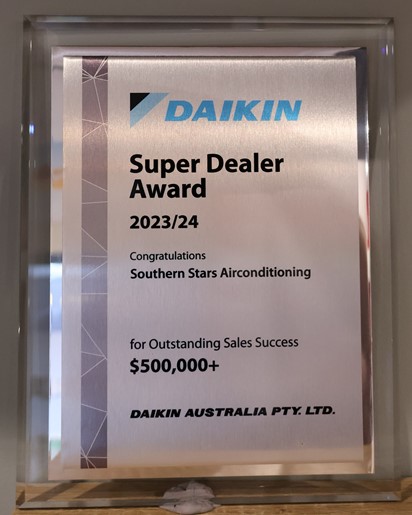 DAIKIN
Super Dealer
Award
2023/24
Congratulations
Southern Stars Airconditioning
for Outstanding Sales Success
$500,000+
DAIKIN AUSTRALIA PTY. LTD.